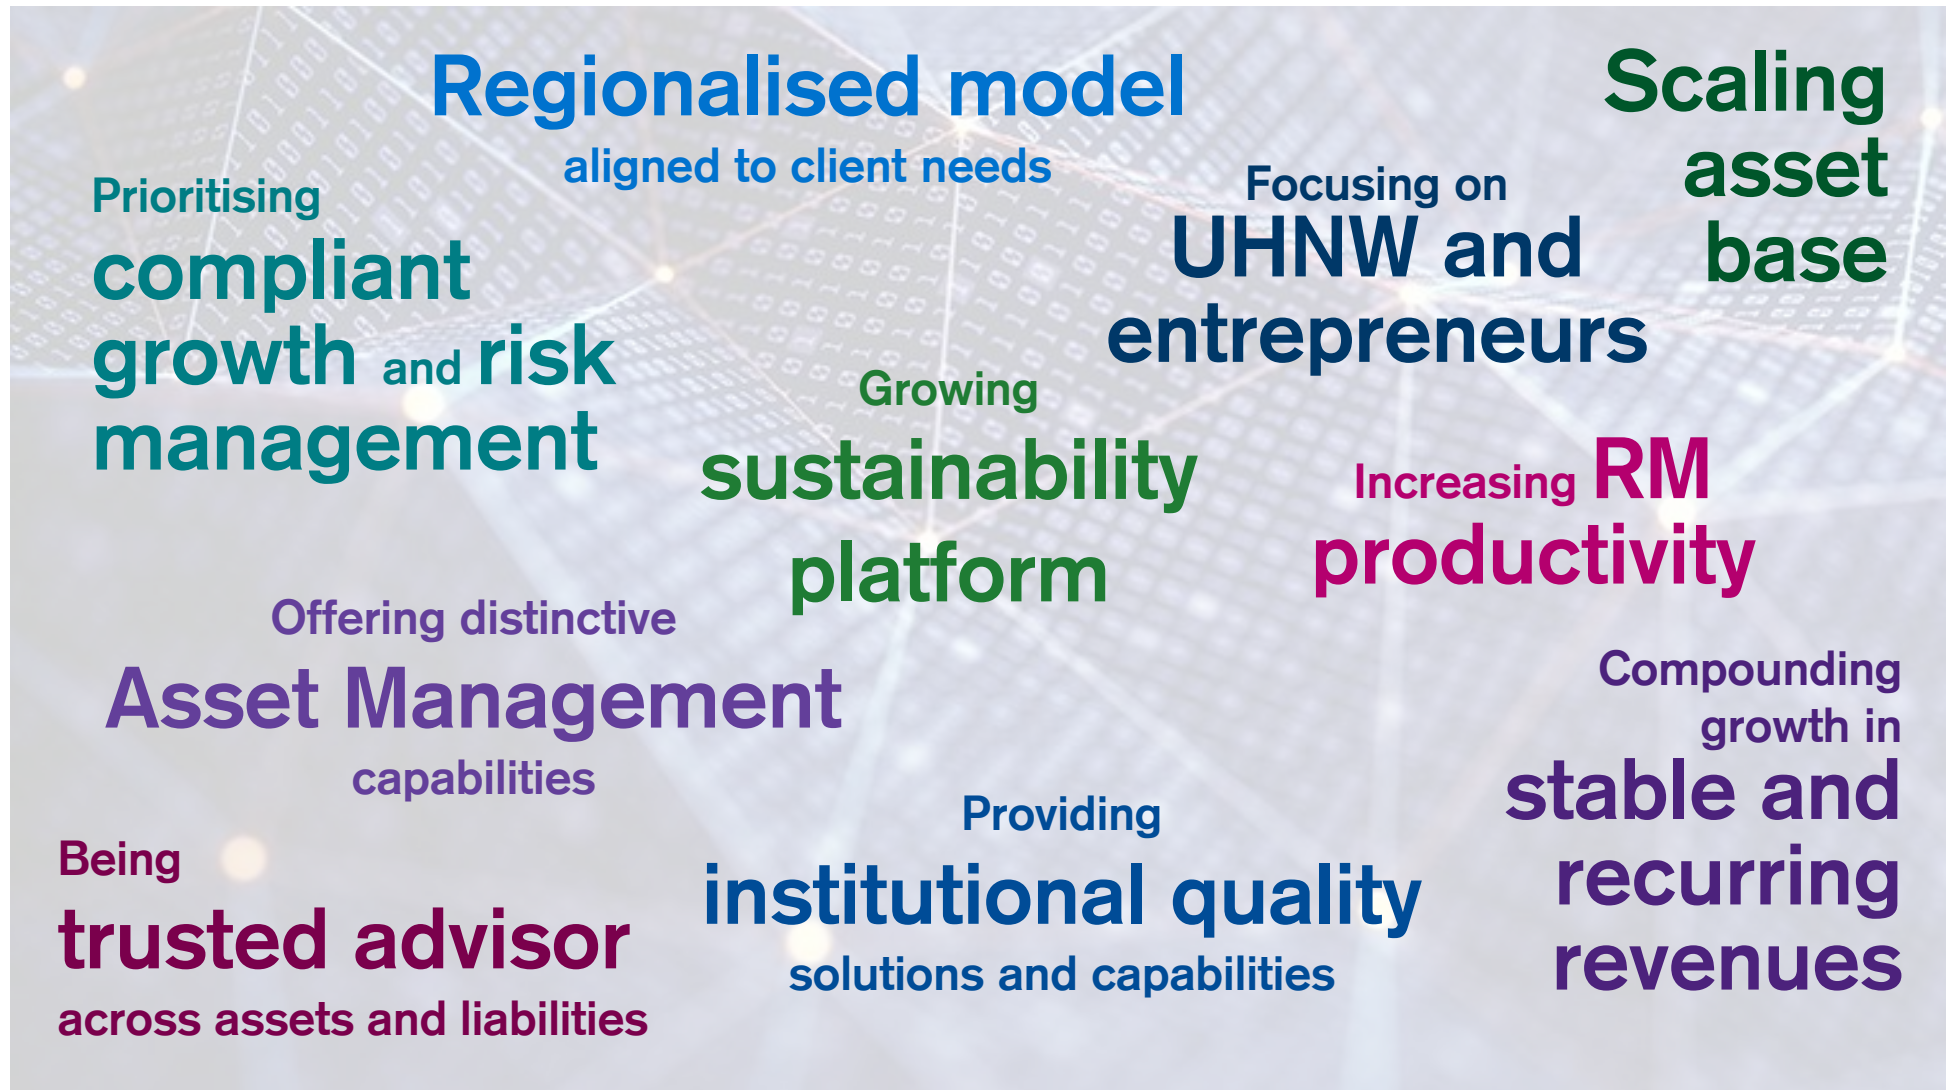 Regionalised model
aligned to client needs
Scaling
asset
base
Prioritising
compliant
growth and risk
management
Focusing on
UHNW and
entrepreneurs
Growing
sustainability
platform
Increasing RM
productivity
Offering distinctive
Asset Management
capabilities
Compounding
growth in
stable and
recurring
revenues
Being
trusted advisor
across assets and liabilities
Providing
institutional quality
solutions and capabilities